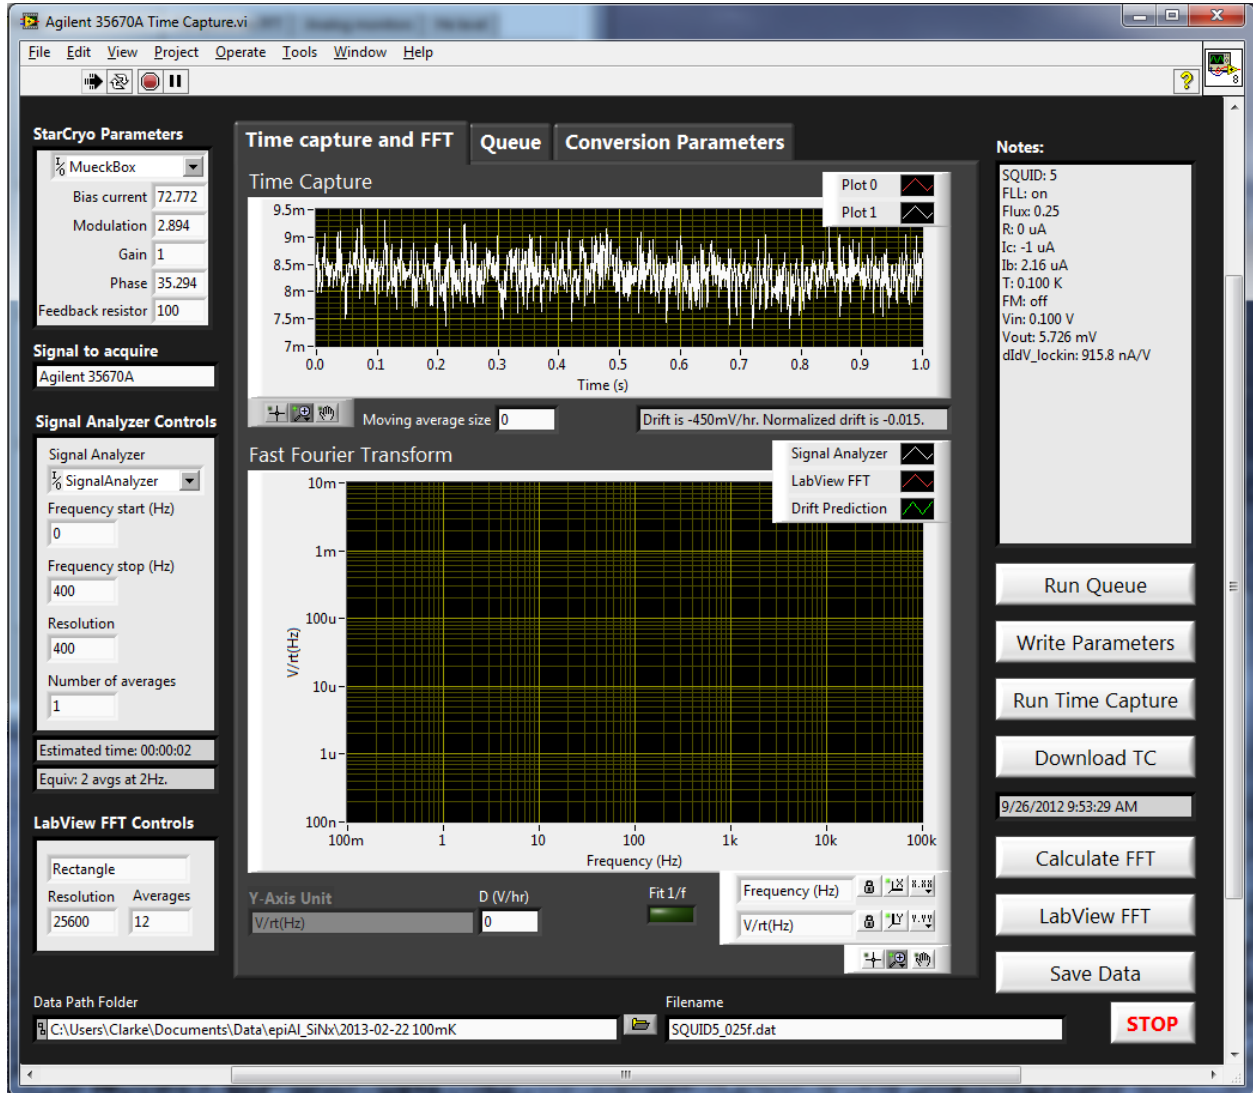 Agilent 35670A Time Capture.vi
File Edit View Project Operate Tools Window Help
8
StarCryo Parameters
MueckBox
Bias current 72.772
Modulation 2.894
Gain 1
Phase 35.294
Feedback resistor 100
Signal to acquire
Agilent 35670A
Signal Analyzer Controls
Signal Analyzer
SignalAnalyzer
Frequency start (Hz)
0
Frequency stop (Hz)
400
Resolution
400
Number of averages
1
Estimated time: 00:00:02
Equiv: 2 avgs at 2Hz.
LabView FFT Controls
Rectangle
Resolution Averages
25600 12
Time capture and FFT Queue Conversion Parameters
Time Capture
Plot 0
Plot 1
9.5m
9m
8.5m
8m
7.5m
7m
0.0 0.1 0.2 0.3 0.4 0.5 0.6 0.7 0.8 0.9 1.0
Time (s)
Moving average size 0
Drift is -450mV/hr. Normalized drift is -0.015.
Fast Fourier Transform
Signal Analyzer
LabView FFT
Drift Prediction
10m
1m
100u
10u
1u
100n
V/rt(Hz)
100m 1 10 100 1k 10k 100k
Frequency (Hz)
Y-Axis Unit
V/rt(Hz)
D (V/hr)
0
Fit 1/f
Frequency (Hz)
V/rt(Hz)
Notes:
SQUID: 5
FLL: on
Flux: 0.25
R: 0 uA
Ic: -1 uA
Ib: 2.16 uA
T: 0.100 K
FM: off
Vin: 0.100 V
Vout: 5.726 mV
dIdV_lockin: 915.8 nA/V
Run Queue
Write Parameters
Run Time Capture
Download TC
9/26/2012 9:53:29 AM
Calculate FFT
LabView FFT
Save Data
Data Path Folder
C:\Users\Clarke\Documents\Data\epiAl_SiNx\2013-02-22 100mK
Filename
SQUID5_025f.dat
STOP